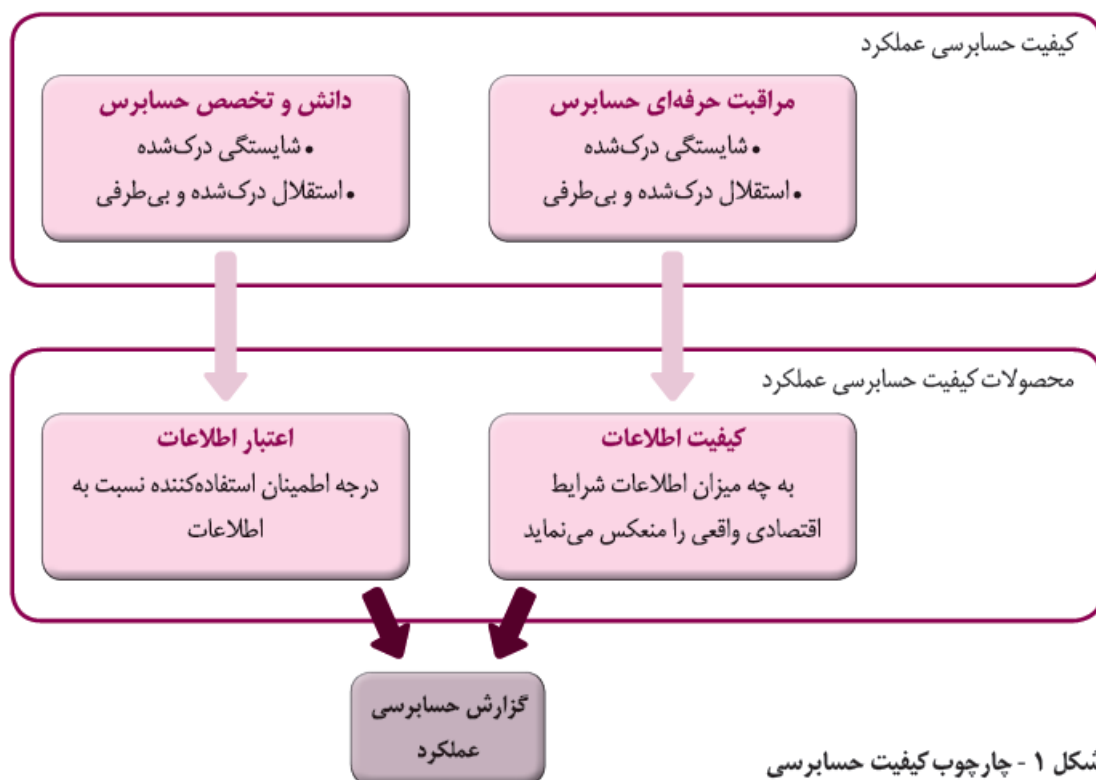 کیفیت حسابرسی عملکرد
مراقبت حرفه‌ای حسابرس
• شایستگی درک‌شده
• استقلال درک‌شده و بی‌طرفی
دانش و تخصص حسابرس
• شایستگی درک‌شده
• استقلال درک‌شده و بی‌طرفی
محصولات کیفیت حسابرسی عملکرد
کیفیت اطلاعات
به چه میزان اطلاعات شرایط
اقتصادی واقعی را منعکس می‌نماید
اعتبار اطلاعات
درجه اطمینان استفاده‌کننده نسبت به
اطلاعات
گزارش حسابرسی
عملکرد
شکل ۱ - چارچوب کیفیت حسابرسی